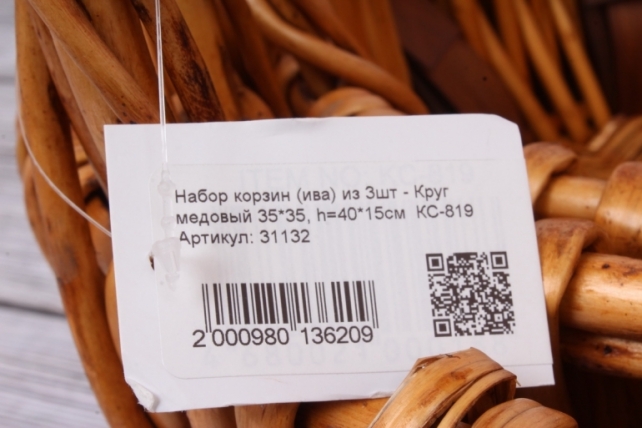 Набор корзин (ива) из 3шт - Круг
медовый 35*35, h=40*15см КС-819
Артикул: 31132
2 000980 136209